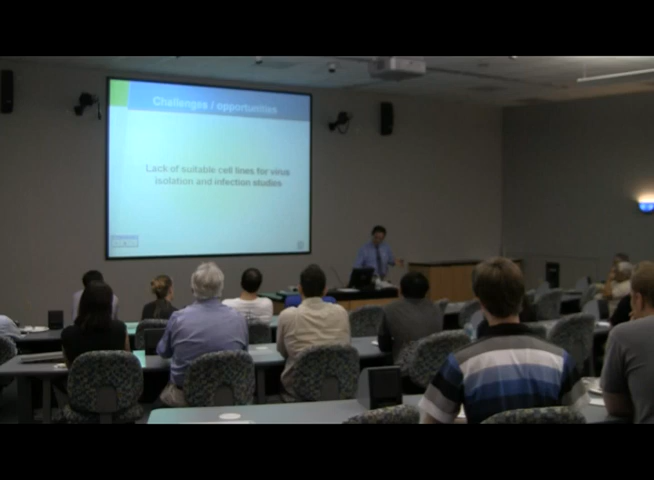 Challenges / opportunities
Lack of suitable cell lines for virus
isolation and infection studies